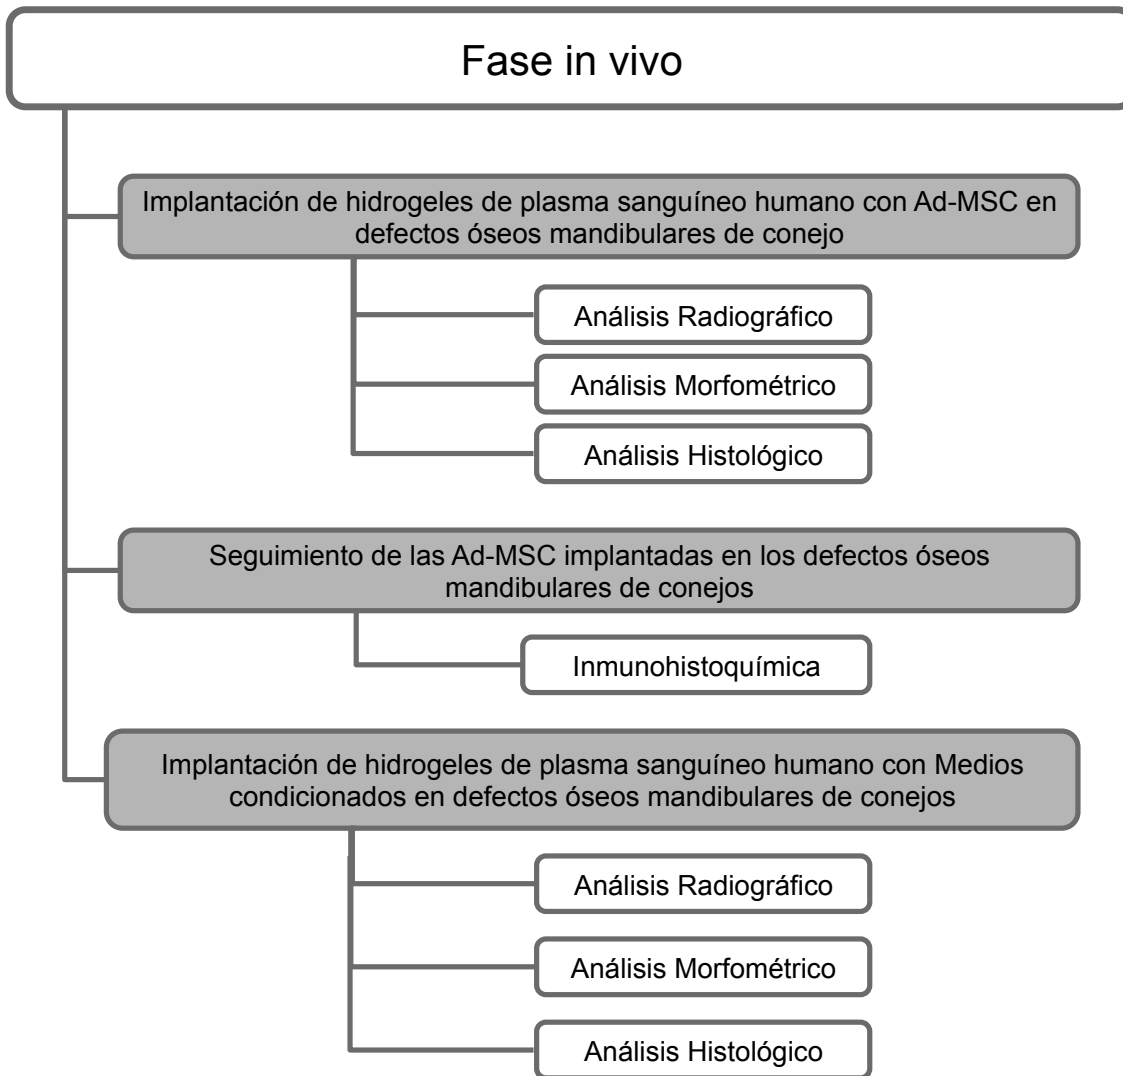 Fase in vivo
Implantación de hidrogeles de plasma sanguíneo humano con Ad-MSC en
defectos óseos mandibulares de conejo
Análisis Radiográfico
Análisis Morfométrico
Análisis Histológico
Seguimiento de las Ad-MSC implantadas en los defectos óseos
mandibulares de conejos
Inmunohistoquímica
Implantación de hidrogeles de plasma sanguíneo humano con Medios
condicionados en defectos óseos mandibulares de conejos
Análisis Radiográfico
Análisis Morfométrico
Análisis Histológico